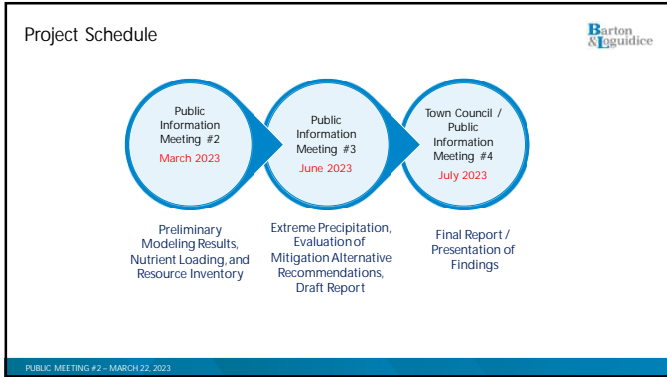 Project Schedule
Barton
&Loguidice
Public
Information
Meeting #2
March 2023
Public
Information
Meeting #3
June 2023
Town Council /
Public
Information
Meeting #4
July 2023
Preliminary
Modeling Results,
Nutrient Loading, and
Resource Inventory
Extreme Precipitation,
Evaluation of
Mitigation Alternative
Recommendations,
Draft Report
Final Report /
Presentation of
Findings
PUBLIC MEETING #2 – MARCH 22, 2023